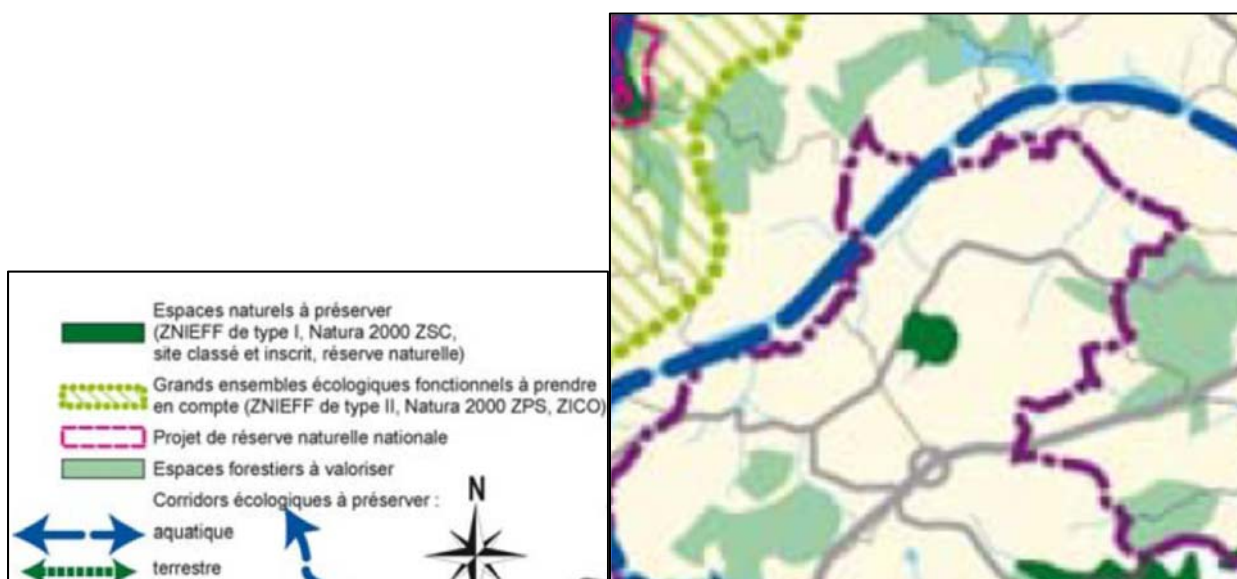 Espaces naturels à préserver
(ZNIEFF de type I, Natura 2000 ZSC,
site classé et inscrit, réserve naturelle)
Grands ensembles écologiques fonctionnels à prendre
en compte (ZNIEFF de type II, Natura 2000 ZPS, ZICO)
Projet de réserve naturelle nationale
Espaces forestiers à valoriser
Corridors écologiques à préserver :
N
aquatique
terrestre